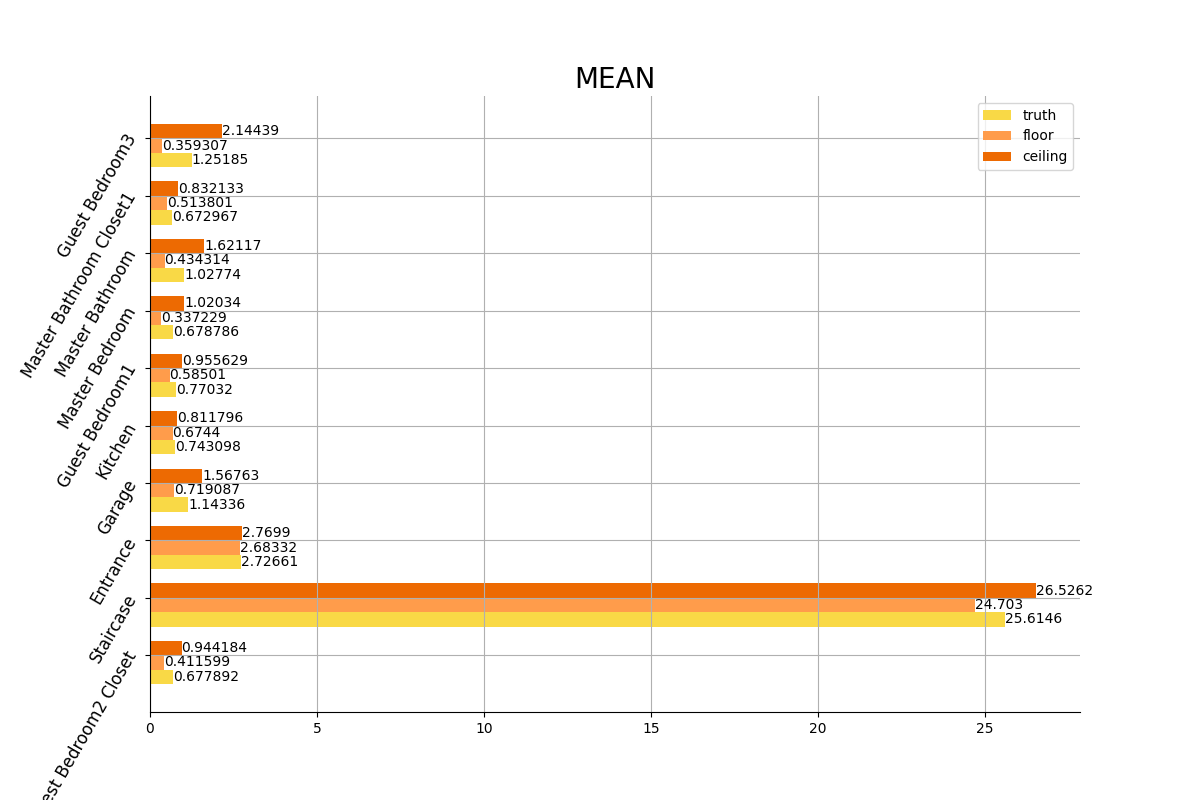 MEAN
truth
floor
ceiling
Guest Bedroom3
2.14439
0.359307
1.25185
Master Bathroom Closet1
0.832133
0.513801
0.672967
Master Bathroom
1.62117
0.434314
1.02774
Master Bedroom
1.02034
0.337229
0.678786
Guest Bedroom1
0.955629
0.58501
0.77032
Kitchen
0.811796
0.6744
0.743098
Garage
1.56763
0.719087
1.14336
Entrance
2.7699
2.68332
2.72661
Staircase
26.5262
24.703
25.6146
est Bedroom2 Closet
0.944184
0.411599
0.677892
0 5 10 15 20 25